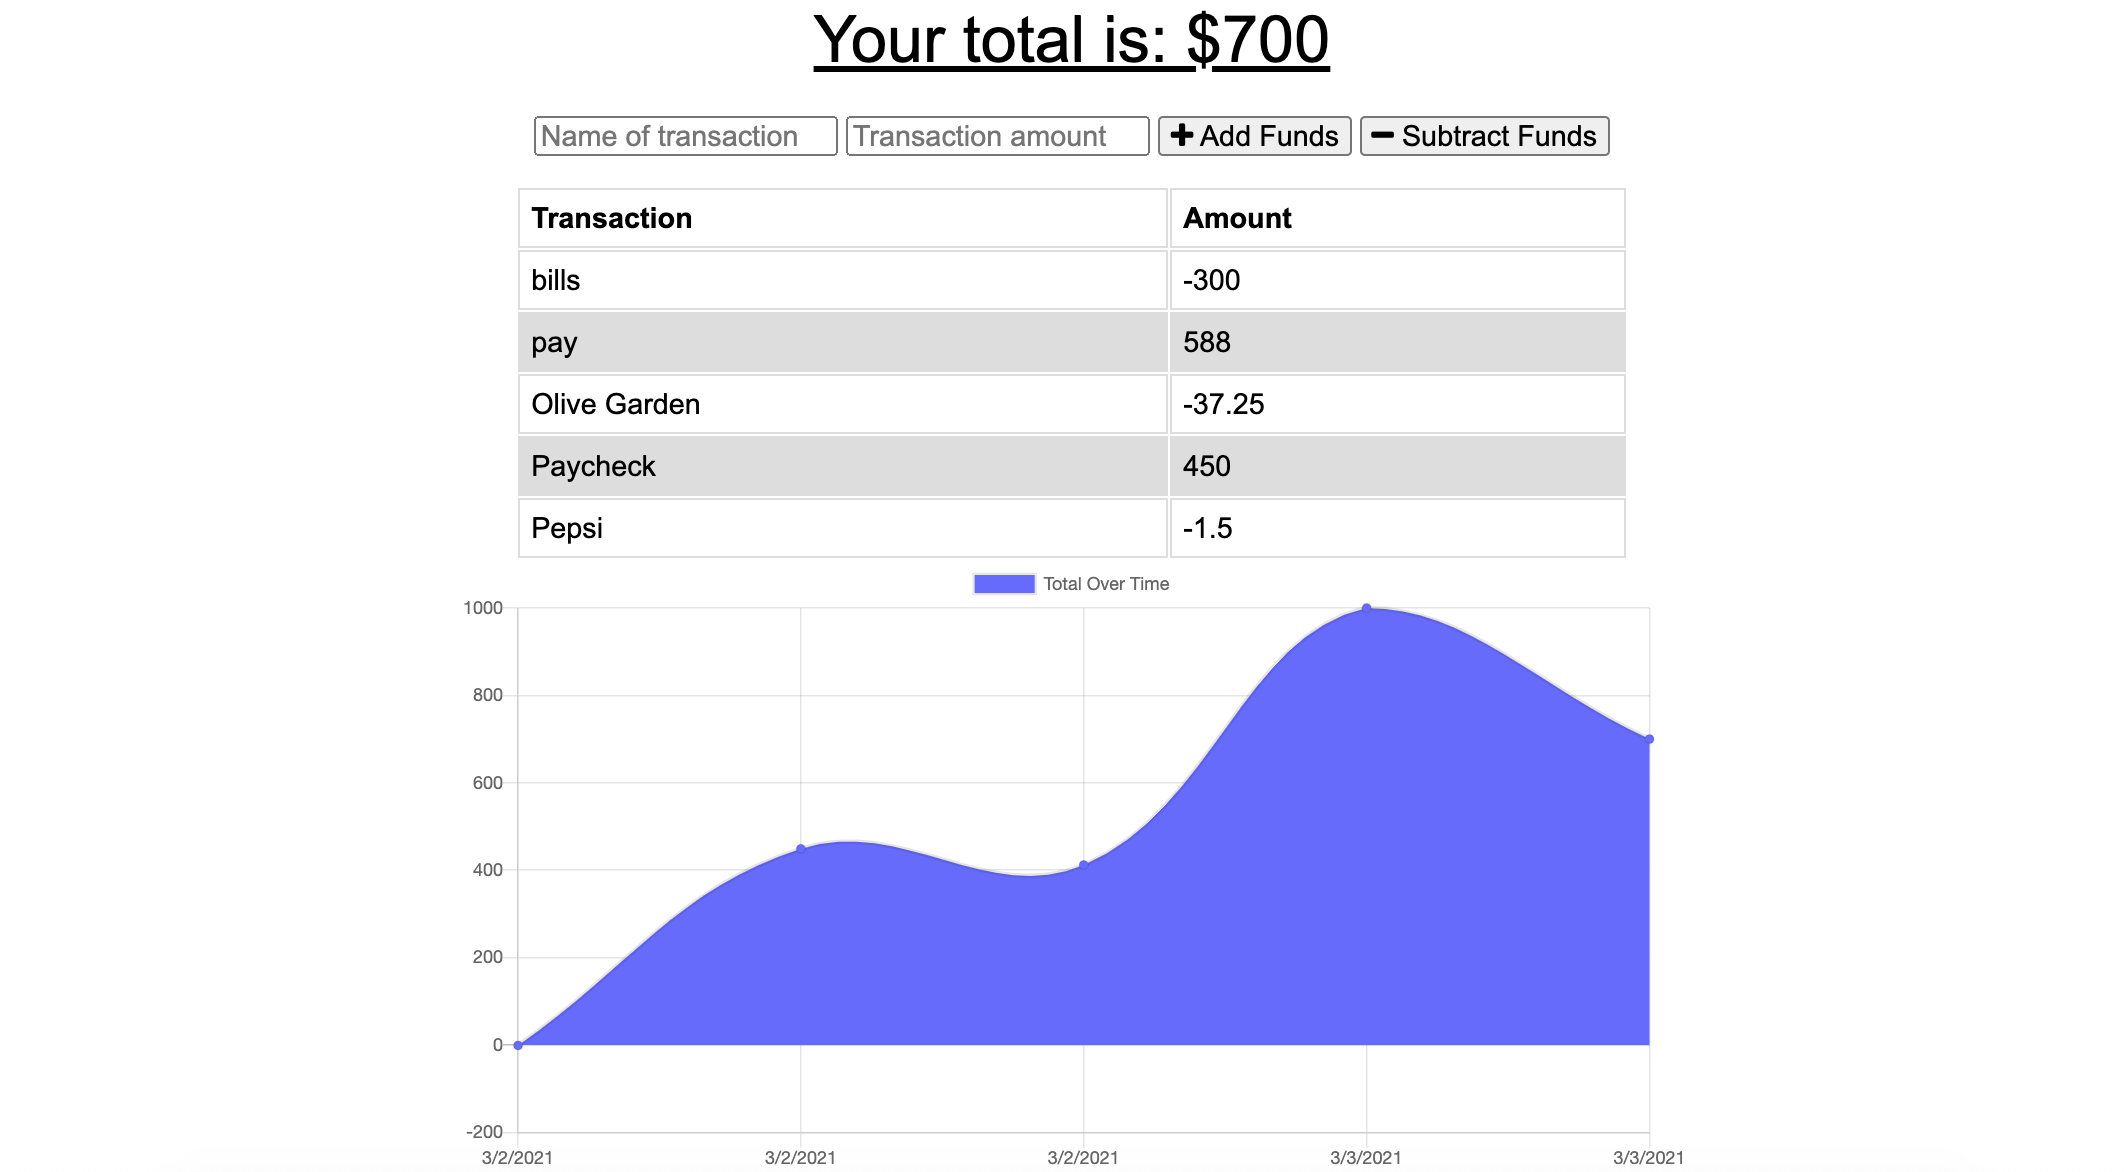 Your total is: $700
Name of transaction Transaction amount Add Funds Subtract Funds
Transaction Amount
bills -300
pay 588
Olive Garden -37.25
Paycheck 450
Pepsi -1.5
Total Over Time
1000
800
600
400
200
0
-200
3/2/2021 3/2/2021 3/2/2021 3/3/2021 3/3/2021